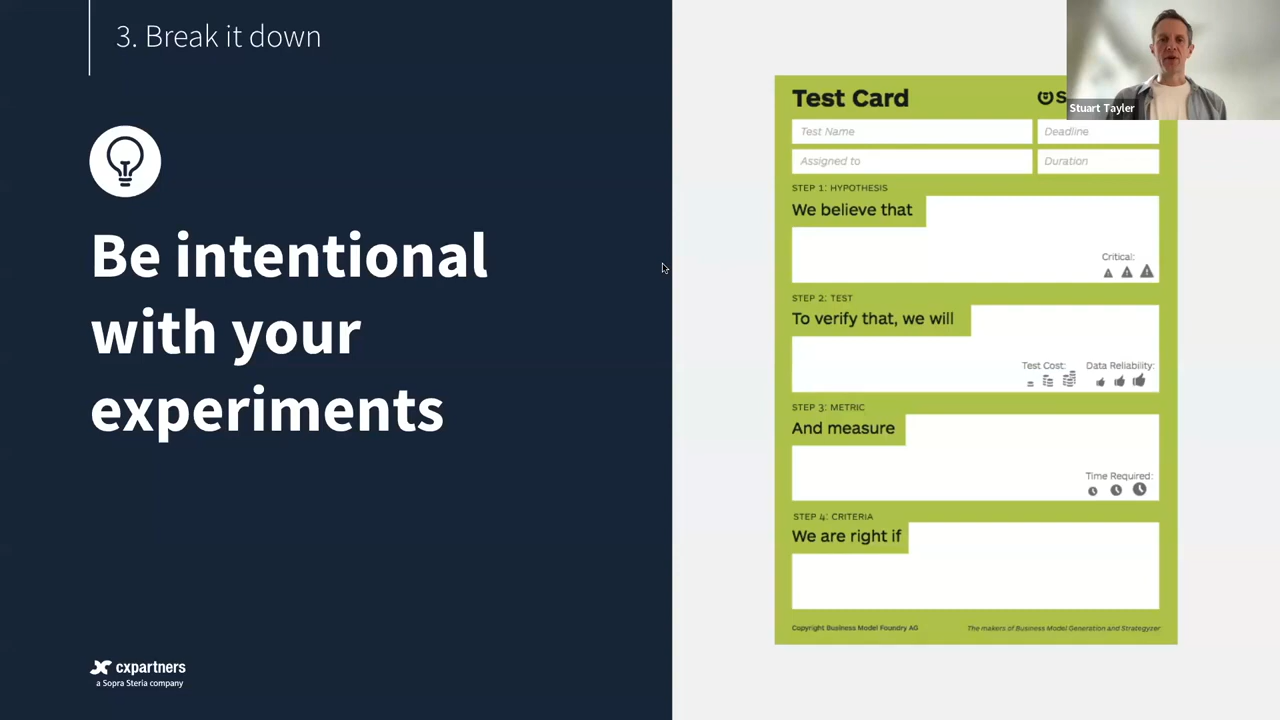 3. Break it down
Be intentional
with your
experiments
cxpartners
a Sopra Steria company
Stuart Tayler
Test Card
S
Test Name
Deadline
Assigned to
Duration
STEP 1: HYPOTHESIS
We believe that
Critical:
STEP 2: TEST
To verify that, we will
Test Cost:
Data Reliability:
STEP 3: METRIC
And measure
Time Required:
STEP 4: CRITERIA
We are right if
Copyright Business Model Foundry AG
The makers of Business Model Generation and Strategyzer